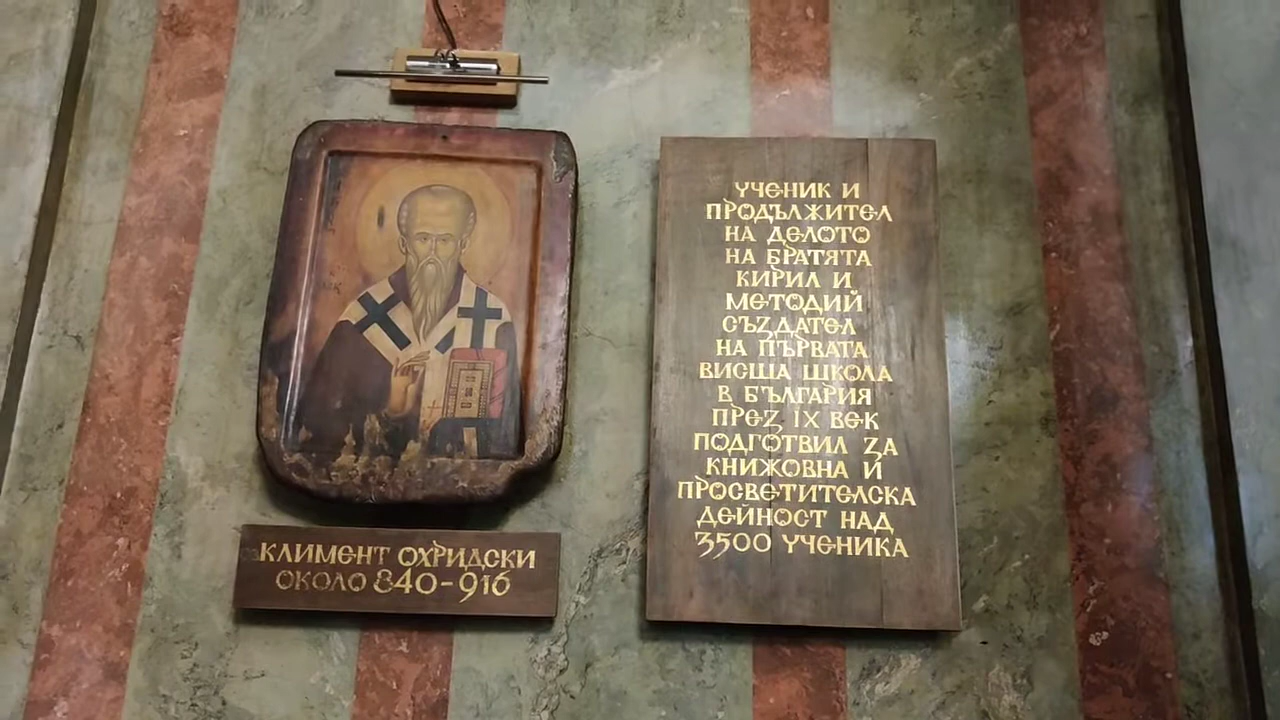 КЛИМЕНТ ОХРИДСКИ
ОКОЛО 840-916
УЧЕНИК И
ПРОДЪЛЖИТЕЛ
НА ДЕЛОТО
НА БРАТЯТА
КИРИЛ И
МЕТОДИЙ
СЪЗДАТЕЛ
НА ПЪРВАТА
ВИСША ШКОЛА
В БЪЛГАРИЯ
ПРЕЗ IX ВЕК
ПОДГОТВИЛ ЗА
КНИЖОВНА И
ПРОСВЕТИТЕЛСКА
ДЕЙНОСТ НАД
3500 УЧЕНИКА